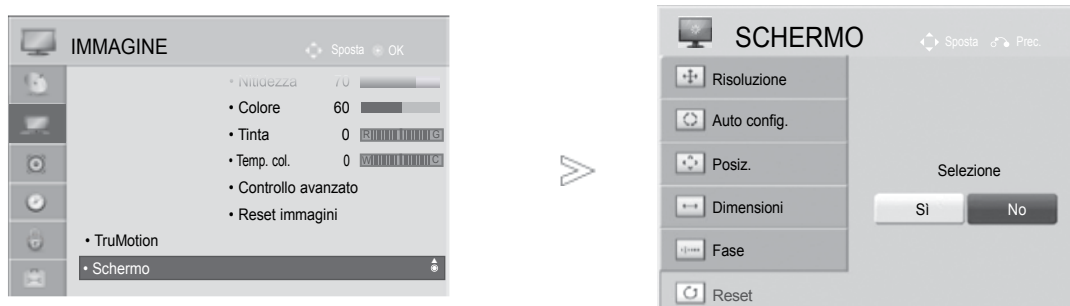 IMMAGINE
Sposta OK
• Nitidezza 70
• Colore 60
• Tinta 0 R G
• Temp. col. 0 W C
• Controllo avanzato
• Reset immagini
• TruMotion
• Schermo
SCHERMO
Sposta Prec.
Risoluzione
Auto config.
Posiz.
Dimensioni
Fase
Reset
Selezione
Sì No